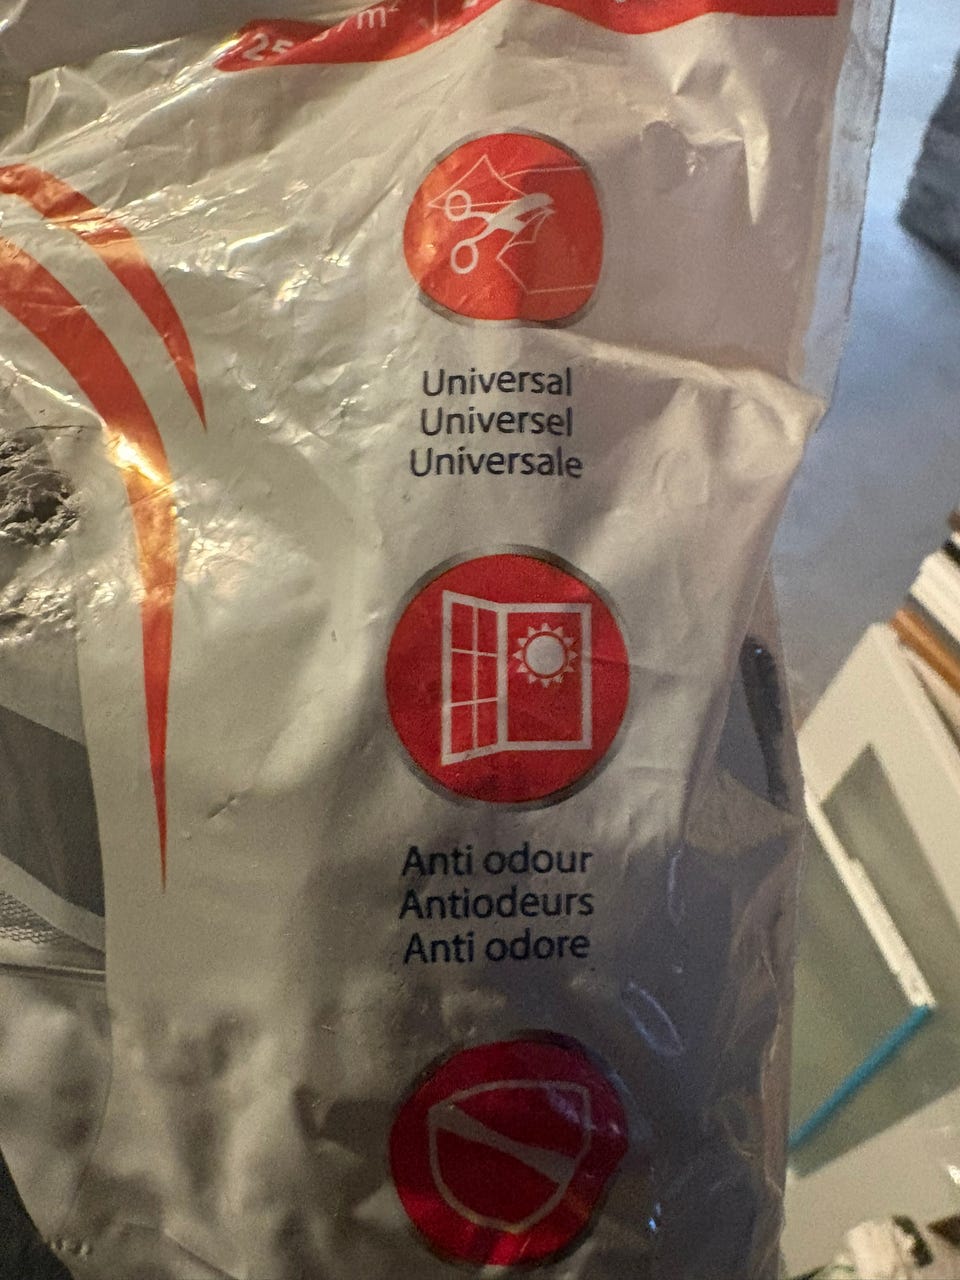 Universal
Universel
Universale
Anti odour
Antiodeurs
Anti odore